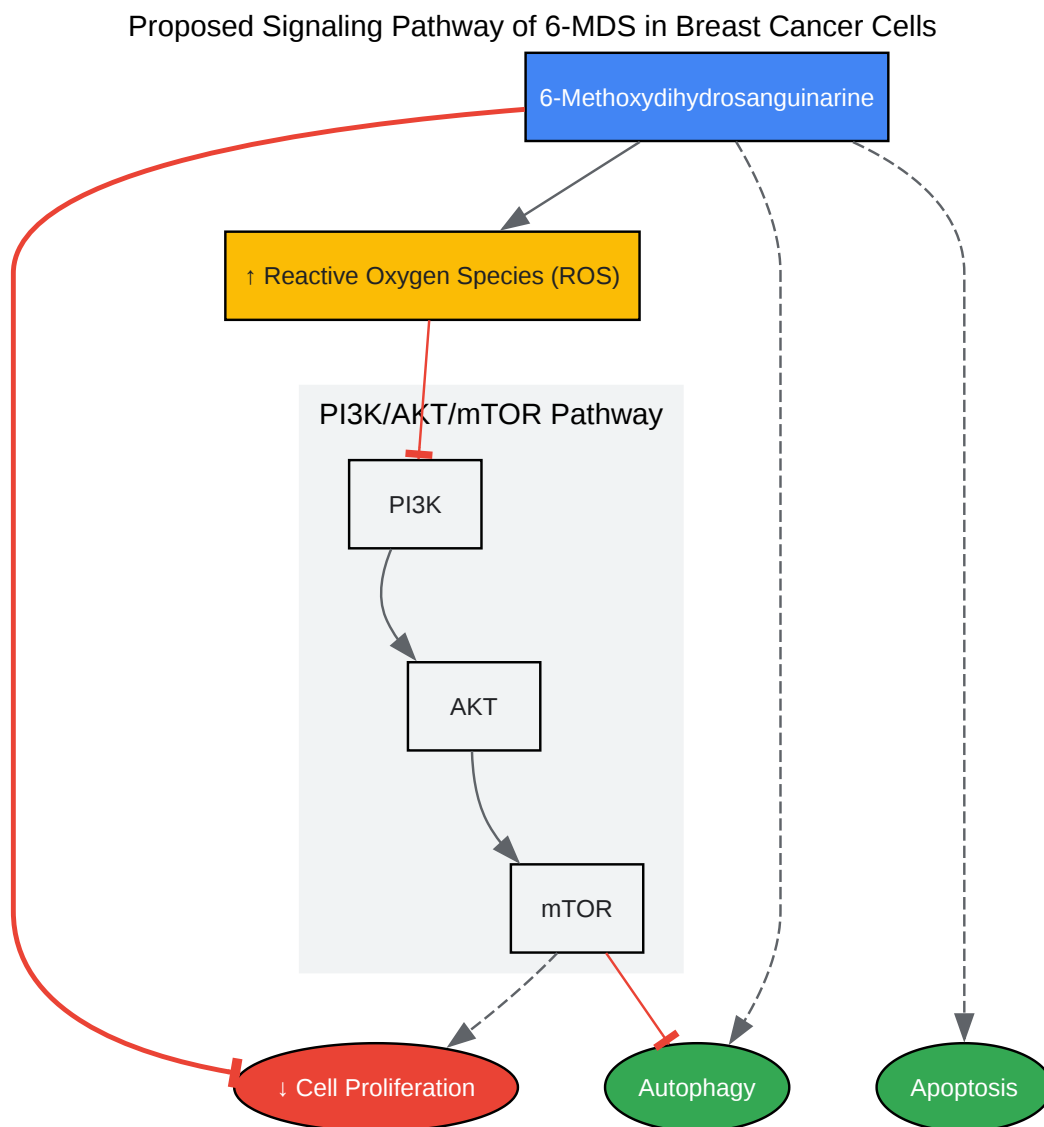 Proposed Signaling Pathway of 6-MDS in Breast Cancer Cells
6-Methoxydihydrosanguinarine
↑ Reactive Oxygen Species (ROS)
PI3K/AKT/mTOR Pathway
PI3K
AKT
mTOR
↓ Cell Proliferation
Autophagy
Apoptosis